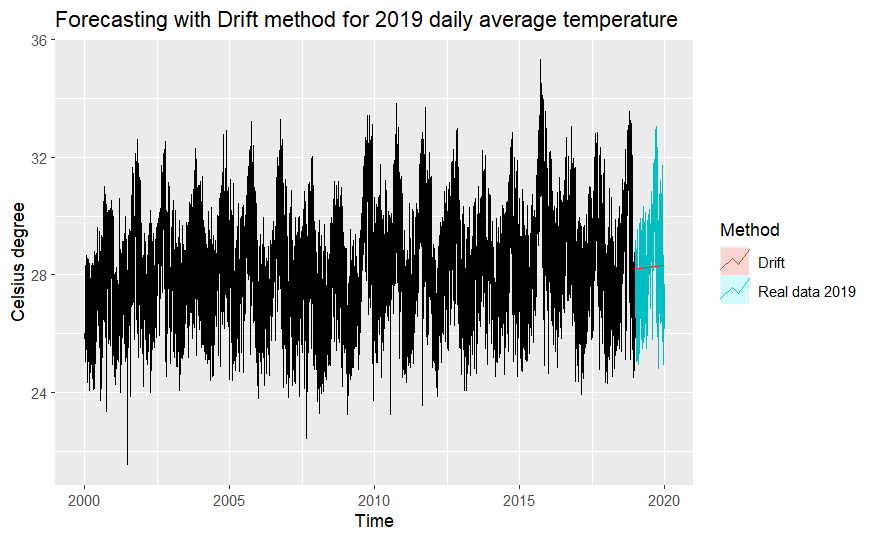 Forecasting with Drift method for 2019 daily average temperature
36
32
28
24
Celsius degree
2000
2005
2010
2015
2020
Time
Method
Drift
Real data 2019